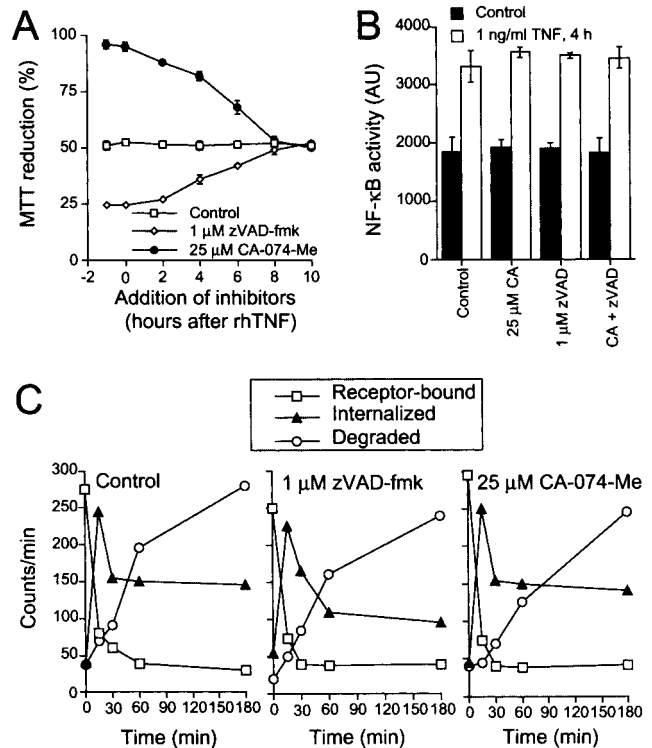 A
MTT reduction (%)
100
75
50
25
0
Control
1 μM zVAD-fmk
25 μM CA-074-Me
-2 0 2 4 6 8 10
Addition of inhibitors
(hours after rhTNF)
B
Control
1 ng/ml TNF, 4 h
NF-κB activity (AU)
4000
3000
2000
1000
0
Control
25 μM CA
1 μM zVAD
CA + zVAD
C
Receptor-bound
Internalized
Degraded
Counts/min
300
250
200
150
100
50
0
Control
0 30 60 90 120 150 180
Time (min)
1 μM zVAD-fmk
0 30 60 90 120 150 180
Time (min)
25 μM CA-074-Me
0 30 60 90 120 150 180
Time (min)